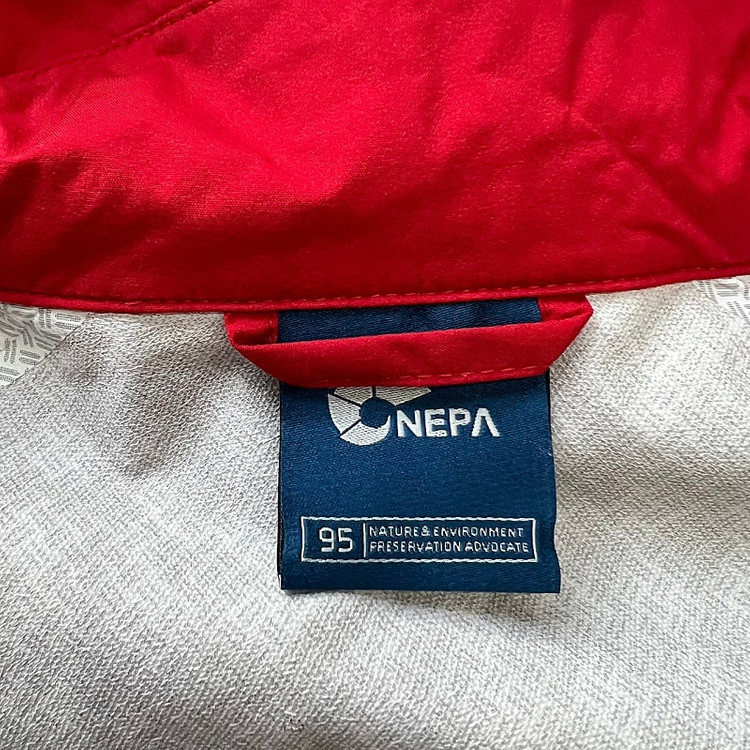 NEPA
95
NATURE & ENVIRONMENT
PRESERVATION ADVOCATE